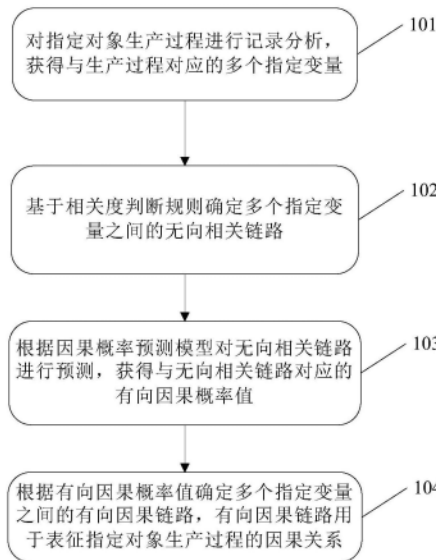 对指定对象生产过程进行记录分析，
获得与生产过程对应的多个指定变量
101
基于相关度判断规则确定多个指定变
量之间的无向相关链路
102
根据因果概率预测模型对无向相关链路
进行预测，获得与无向相关链路对应的
有向因果概率值
103
根据有向因果概率值确定多个指定变量
之间的有向因果链路，有向因果链路用
于表征指定对象生产过程的因果关系
104